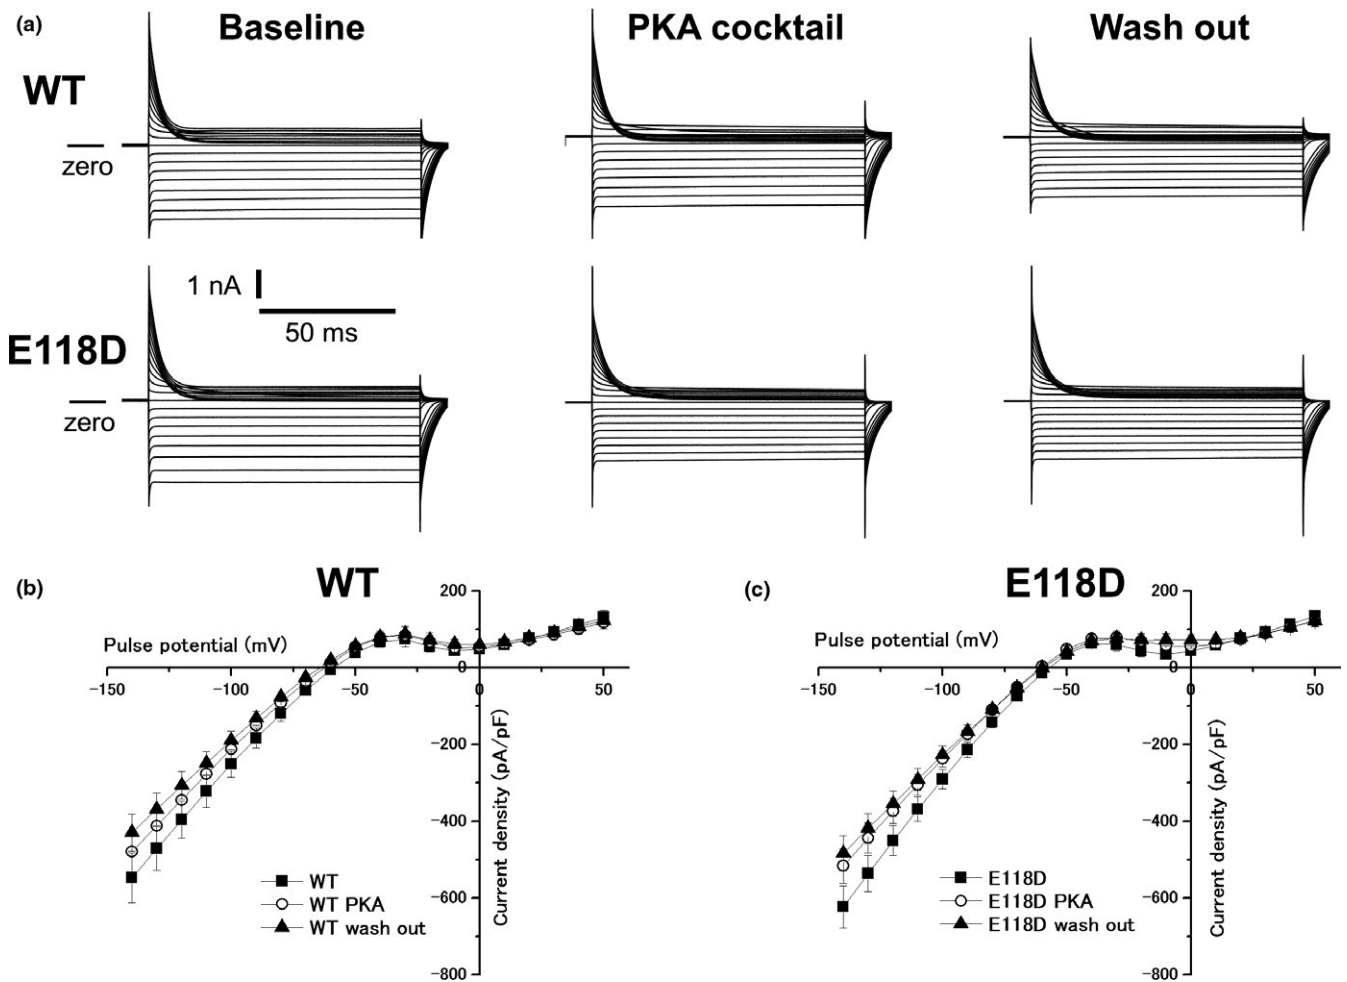 (a)
Baseline
PKA cocktail
Wash out
WT
zero
1 nA
50 ms
E118D
zero
(b)
WT
Pulse potential (mV)
200
0
−200
−400
−600
−800
−150
−100
−50
0
50
Current density (pA/pF)
WT
WT PKA
WT wash out
(c)
E118D
Pulse potential (mV)
200
0
−200
−400
−600
−800
−150
−100
−50
0
50
Current density (pA/pF)
E118D
E118D PKA
E118D wash out